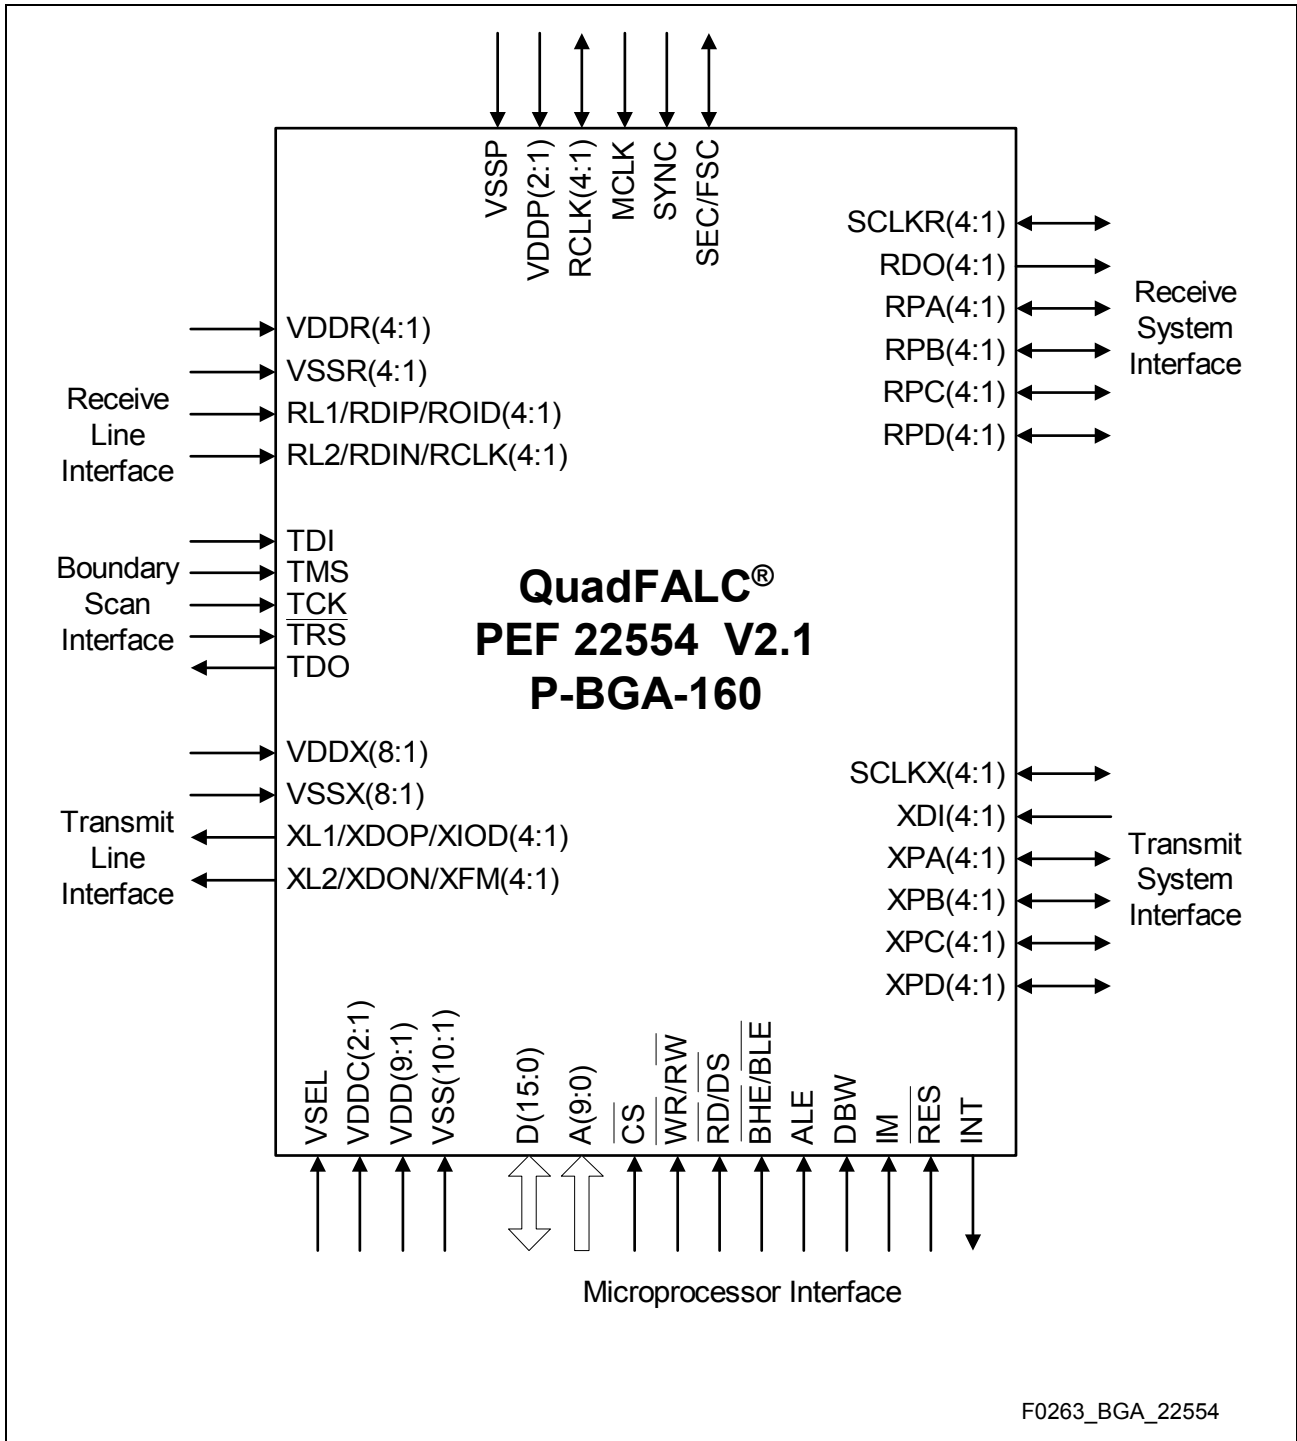 VSSP
VDDP(2:1)
RCLK(4:1)
MCLK
SYNC
SEC/FSC
SCLKR(4:1)
RDO(4:1)
RPA(4:1)
RPB(4:1)
RPC(4:1)
RPD(4:1)
Receive
System
Interface
VDDR(4:1)
VSSR(4:1)
RL1/RDIP/ROID(4:1)
RL2/RDIN/RCLK(4:1)
Receive
Line
Interface
TDI
TMS
TCK
TRS
TDO
Boundary
Scan
Interface
QuadFALC®
PEF 22554 V2.1
P-BGA-160
VDDX(8:1)
VSSX(8:1)
XL1/XDOP/XIOD(4:1)
XL2/XDON/XFM(4:1)
Transmit
Line
Interface
SCLKX(4:1)
XDI(4:1)
XPA(4:1)
XPB(4:1)
XPC(4:1)
XPD(4:1)
Transmit
System
Interface
VSEL
VDDC(2:1)
VDD(9:1)
VSS(10:1)
D(15:0)
A(9:0)
CS
WR/RW
RD/DS
BHE/BLE
ALE
DBW
IM
RES
INT
Microprocessor Interface
F0263_BGA_22554